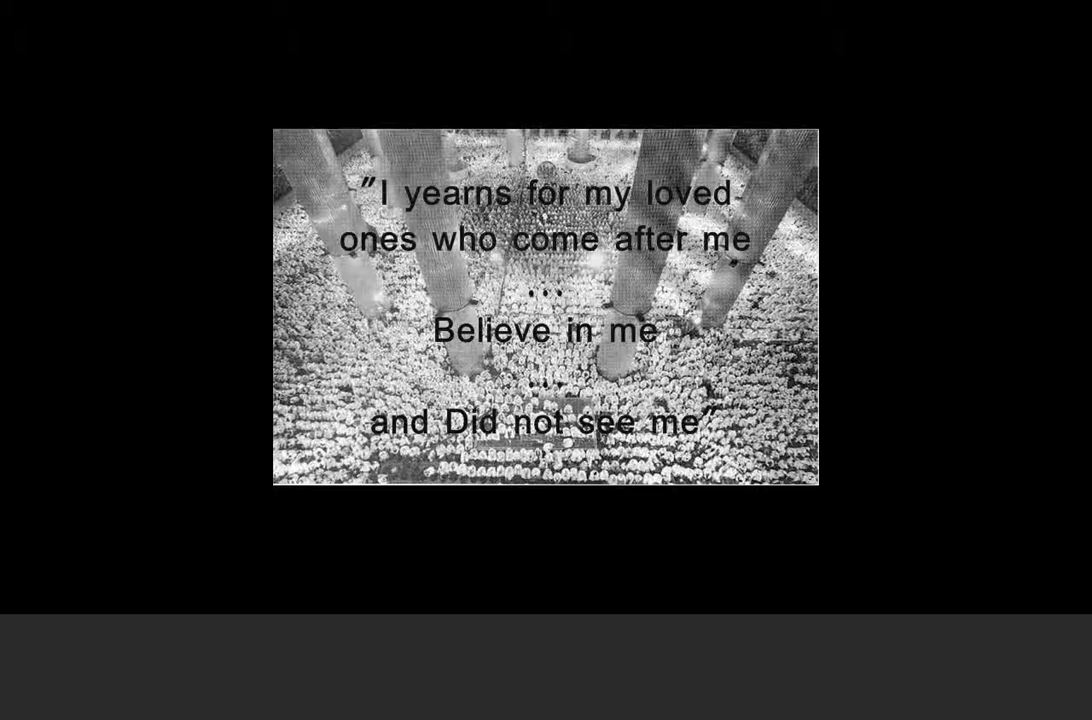 "I yearns for my loved
ones who come after me
...
Believe in me
...
and Did not see me"